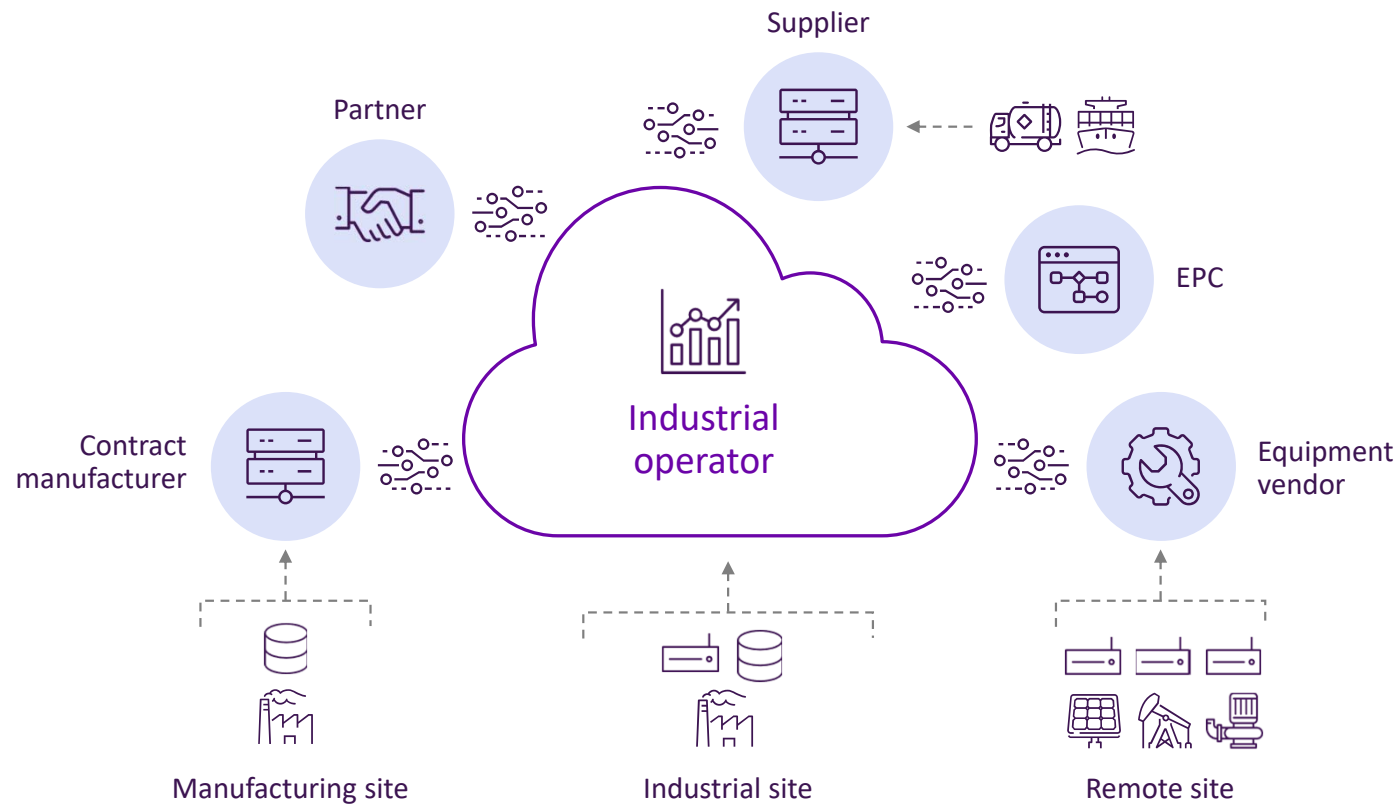 Supplier
Partner
EPC
Industrial
operator
Contract
manufacturer
Equipment
vendor
Manufacturing site
Industrial site
Remote site